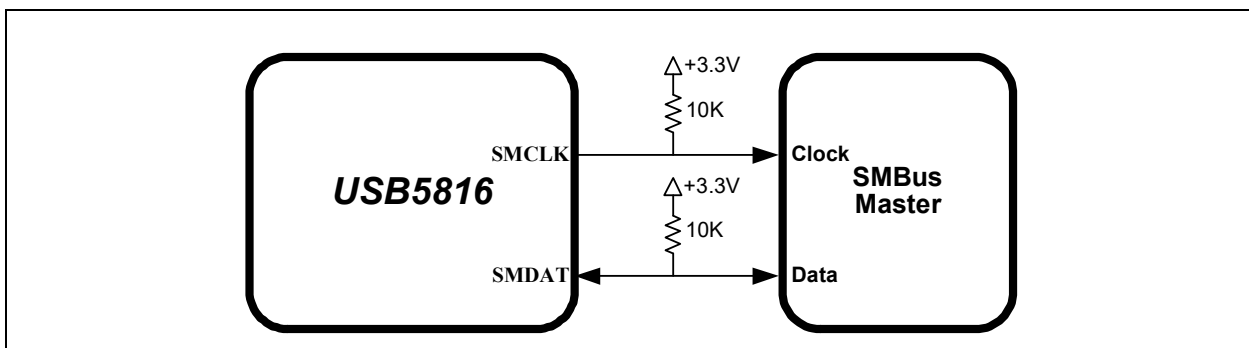 +3.3V
10K
SMCLK
Clock
USB5816
SMBus
Master
+3.3V
10K
SMDAT
Data